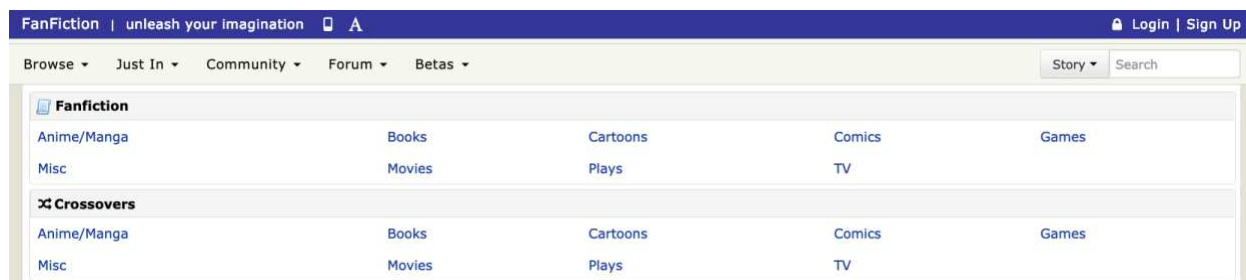 FanFiction | unleash your imagination A Login | Sign Up
Browse Just In Community Forum Betas Story Search
Fanfiction
Anime/Manga Books Cartoons Comics Games
Misc Movies Plays TV
Crossovers
Anime/Manga Books Cartoons Comics Games
Misc Movies Plays TV